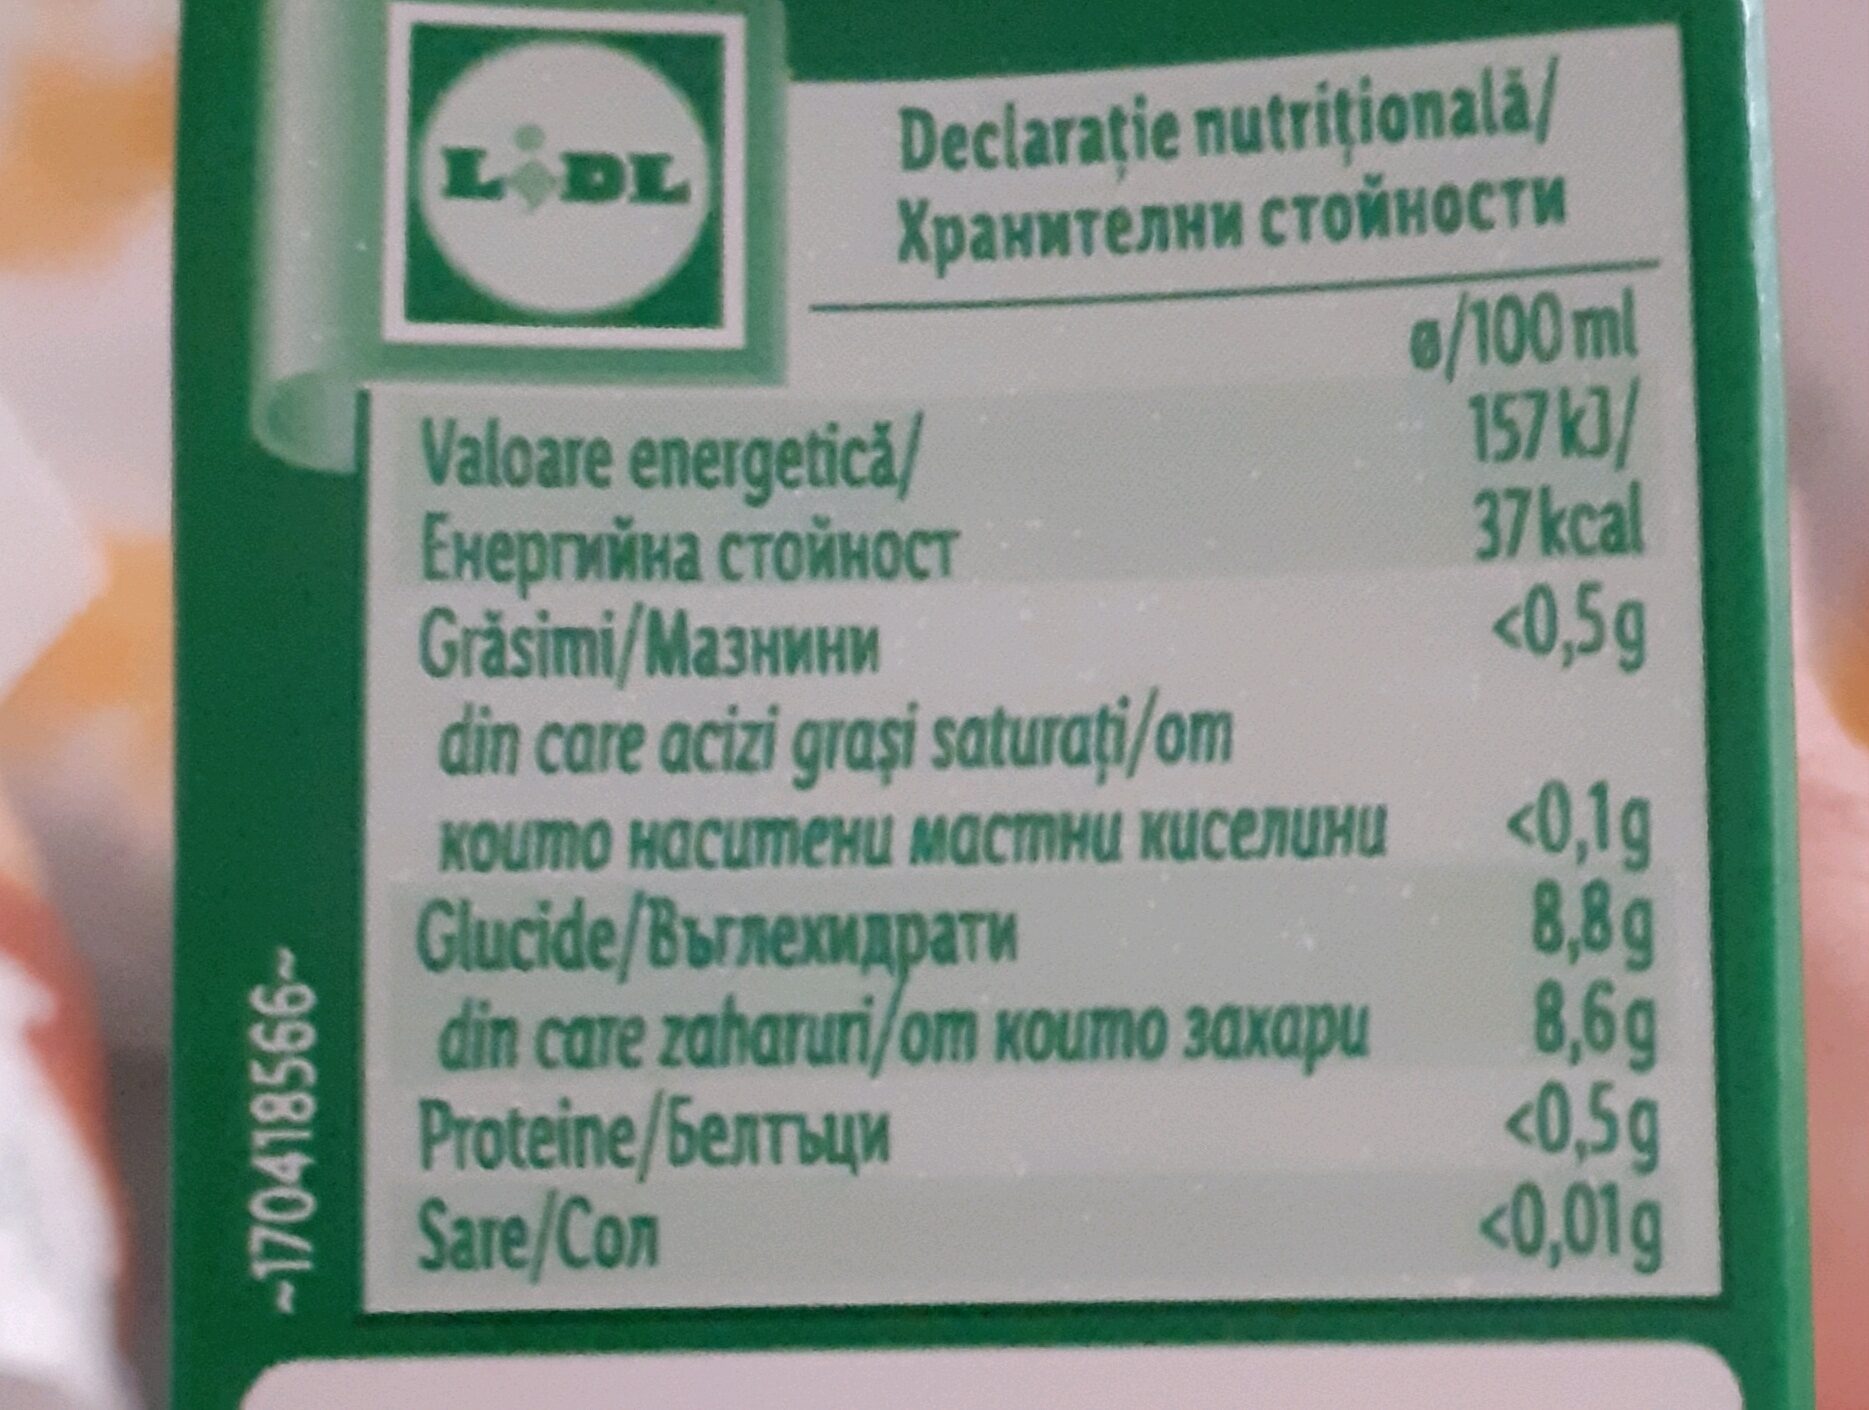 LIDL
Declarație nutrițională/
Хранителни стойности
ø/100 ml
Valoare energetică/ 157 kJ/
Енергийна стойност 37 kcal
Grăsimi/Мазнини <0,5 g
din care acizi grași saturați/от
които наситени мастни киселини <0,1 g
Glucide/Въглехидрати 8,8 g
din care zaharuri/от които захари 8,6 g
Proteine/Белтъци <0,5 g
Sare/Сол <0,01 g
~170418566~